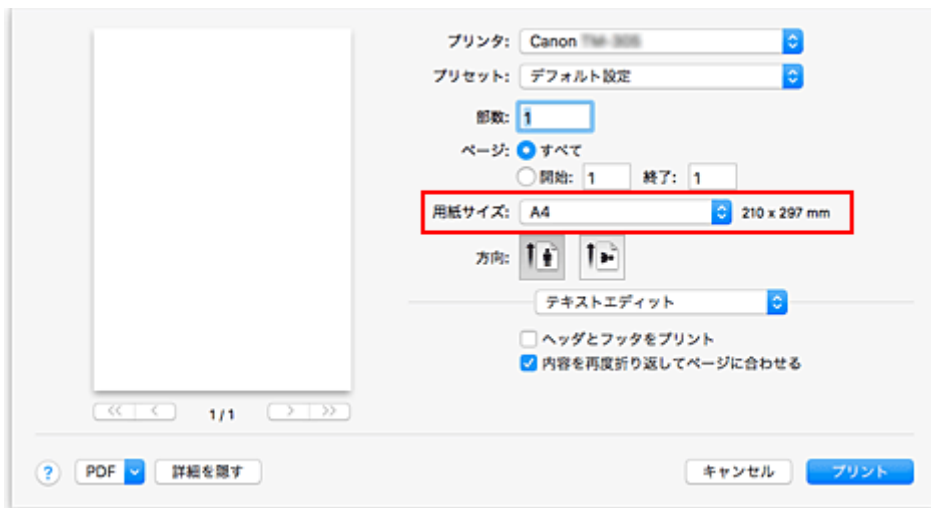 プリンタ: Canon
プリセット: デフォルト設定
部数: 1
ページ: すべて
開始: 1 終了: 1
用紙サイズ: A4 210 x 297 mm
方向:
テキストエディット
ヘッダとフッタをプリント
内容を再度折り返してページに合わせる
<< < 1 / 1 > >>
? PDF 詳細を隠す キャンセル プリント